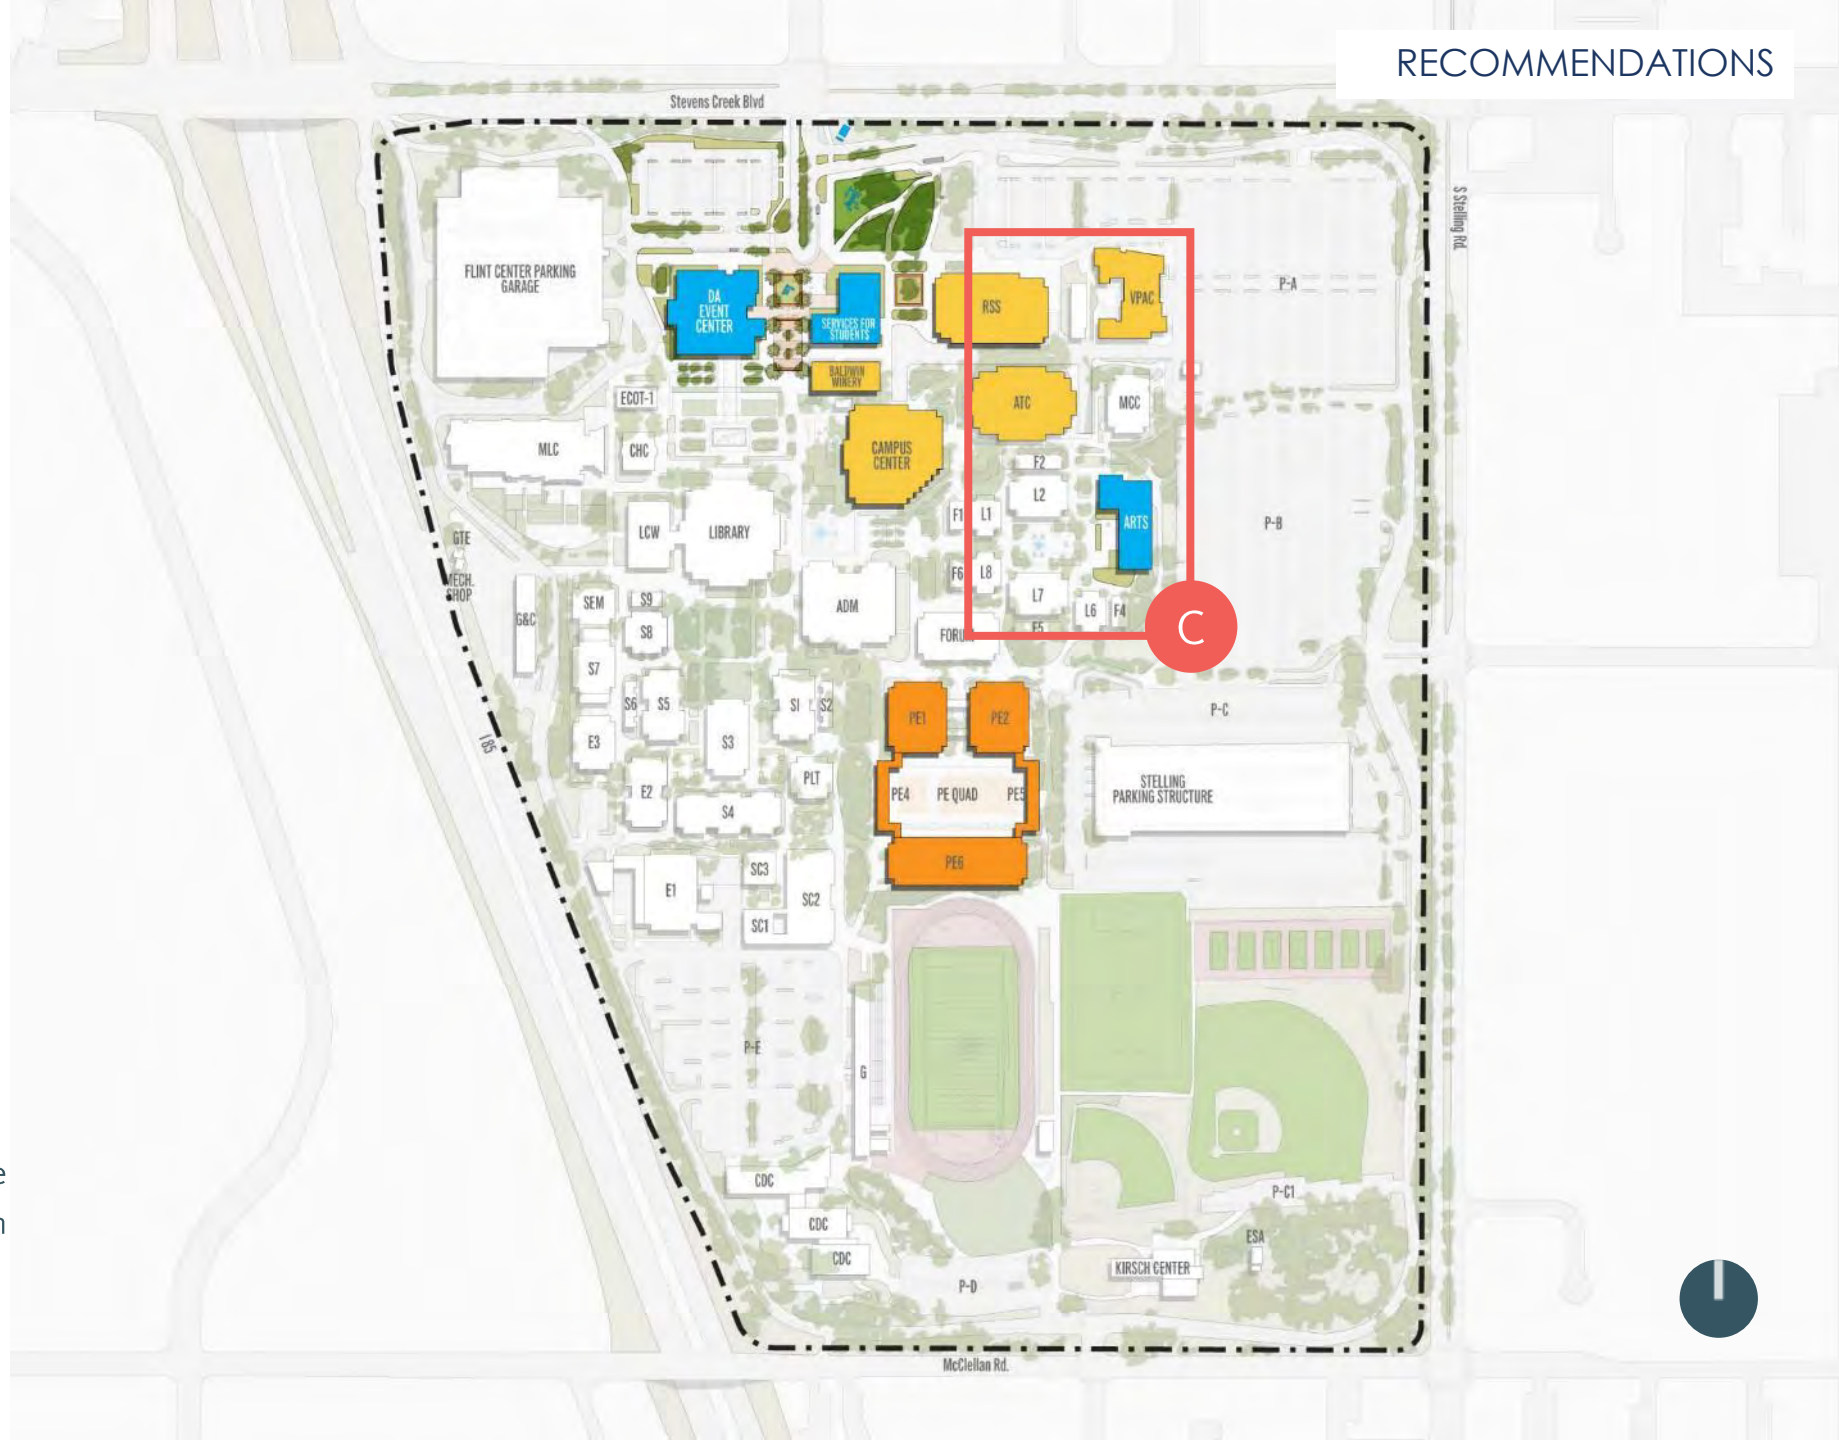 RECOMMENDATIONS
Stevens Creek Blvd
S Stelling Rd.
FLINT CENTER PARKING
GARAGE
DA
EVENT
CENTER
SERVICES FOR
STUDENTS
BALDWIN
WINERY
RSS
VPAC
P-A
ECOT-1
ATC
MCC
MLC
CHC
CAMPUS
CENTER
F2
L2
F1
L1
ARTS
P-B
LCW
LIBRARY
GTE
MECH.
SHOP
F6
L8
L7
L6
F4
F5
G&C
SEM
S9
S8
ADM
FORUM
C
S7
S6
S5
S1
S2
PE1
PE2
P-C
E3
S3
I 85
PLT
PE4
PE QUAD
PE5
STELLING
PARKING STRUCTURE
E2
S4
PE6
E1
SC3
SC2
SC1
P-E
G
e
n
CDC
CDC
CDC
P-C1
ESA
KIRSCH CENTER
P-D
McClellan Rd.